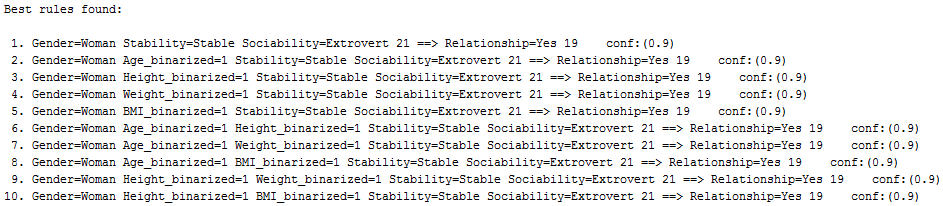 Best rules found:
1. Gender=Woman Stability=Stable Sociability=Extrovert 21 ==> Relationship=Yes 19    conf:(0.9)
2. Gender=Woman Age_binarized=1 Stability=Stable Sociability=Extrovert 21 ==> Relationship=Yes 19    conf:(0.9)
3. Gender=Woman Height_binarized=1 Stability=Stable Sociability=Extrovert 21 ==> Relationship=Yes 19    conf:(0.9)
4. Gender=Woman Weight_binarized=1 Stability=Stable Sociability=Extrovert 21 ==> Relationship=Yes 19    conf:(0.9)
5. Gender=Woman BMI_binarized=1 Stability=Stable Sociability=Extrovert 21 ==> Relationship=Yes 19    conf:(0.9)
6. Gender=Woman Age_binarized=1 Height_binarized=1 Stability=Stable Sociability=Extrovert 21 ==> Relationship=Yes 19    conf:(0.9)
7. Gender=Woman Age_binarized=1 Weight_binarized=1 Stability=Stable Sociability=Extrovert 21 ==> Relationship=Yes 19    conf:(0.9)
8. Gender=Woman Age_binarized=1 BMI_binarized=1 Stability=Stable Sociability=Extrovert 21 ==> Relationship=Yes 19    conf:(0.9)
9. Gender=Woman Height_binarized=1 Weight_binarized=1 Stability=Stable Sociability=Extrovert 21 ==> Relationship=Yes 19    conf:(0.9)
10. Gender=Woman Height_binarized=1 BMI_binarized=1 Stability=Stable Sociability=Extrovert 21 ==> Relationship=Yes 19    conf:(0.9)